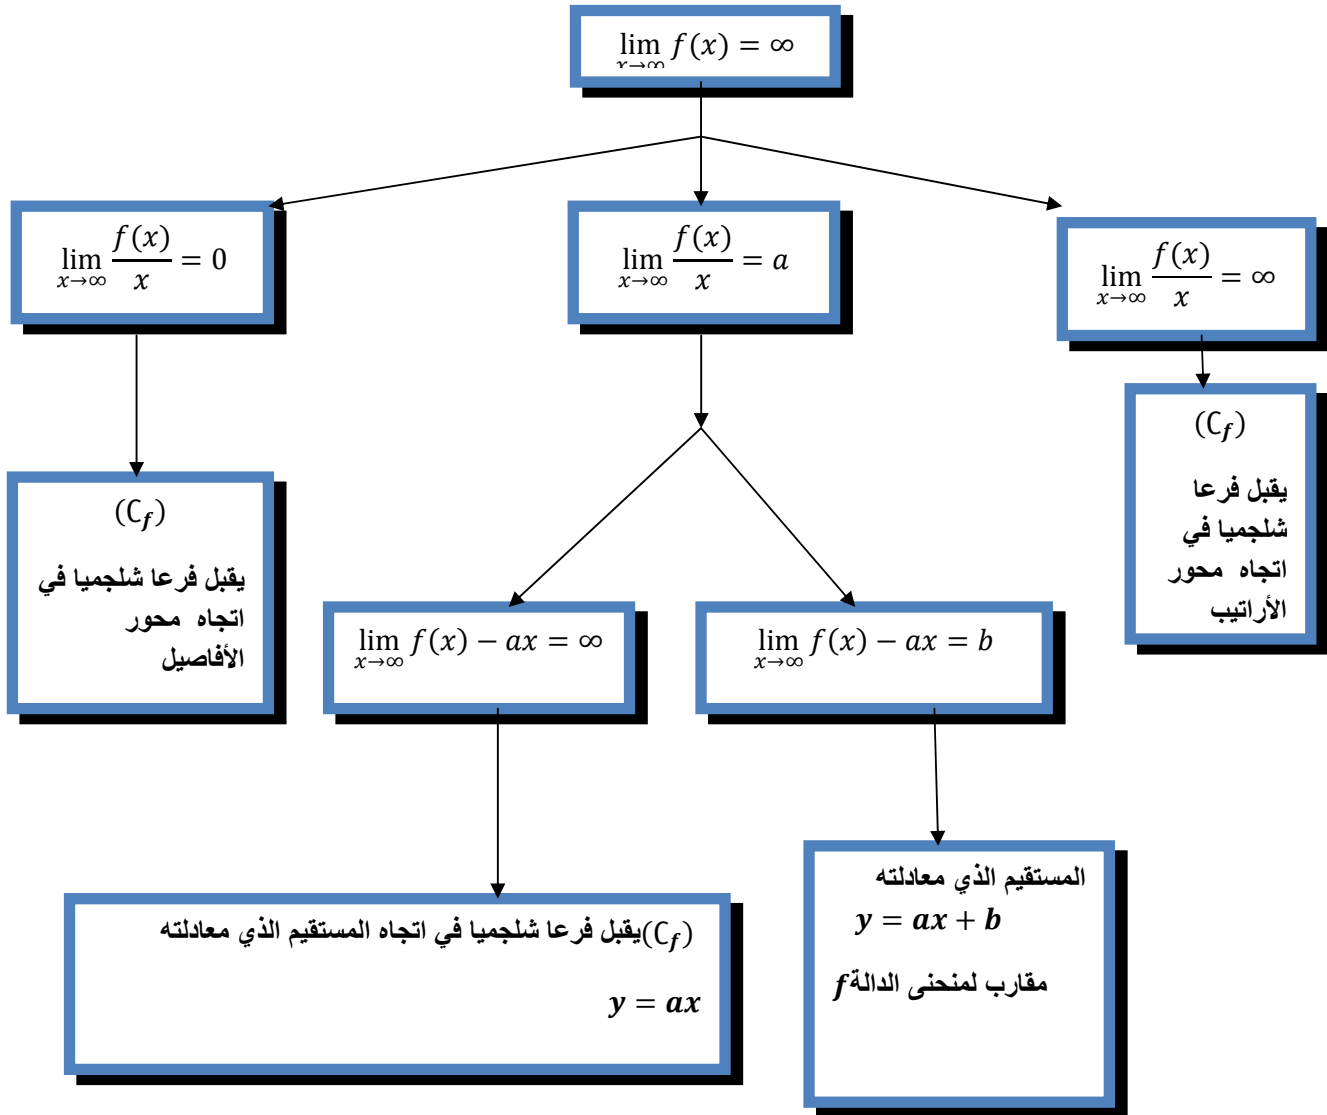 lim f(x) = ∞
x→∞
lim f(x)/x = 0
x→∞
lim f(x)/x = a
x→∞
lim f(x)/x = ∞
x→∞
(C_f)
يقبل فرعا
شلجميا في
اتجاه محور
الأراتيب
(C_f)
يقبل فرعا شلجميا في
اتجاه محور
الأفاصيل
lim f(x) − ax = ∞
x→∞
lim f(x) − ax = b
x→∞
المستقيم الذي معادلته
y = ax + b
مقارب لمنحنى الدالة f
(C_f)يقبل فرعا شلجميا في اتجاه المستقيم الذي معادلته
y = ax